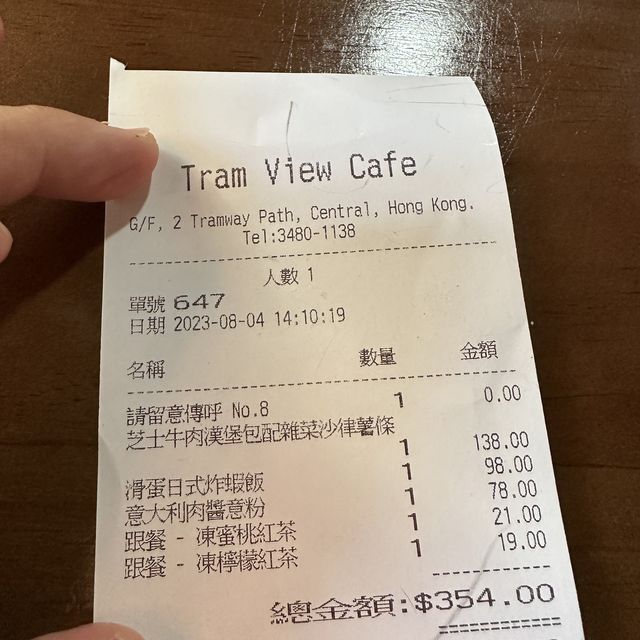 Tram View Cafe
G/F, 2 Tramway Path, Central, Hong Kong.
Tel:3480-1138
人數 1
單號 647
日期 2023-08-04 14:10:19
名稱 數量 金額
請留意傳呼 No.8 1 0.00
芝士牛肉漢堡包配雜菜沙律薯條
1 138.00
滑蛋日式炸蝦飯 1 98.00
意大利肉醬意粉 1 78.00
跟餐 - 凍蜜桃紅茶 1 21.00
跟餐 - 凍檸檬紅茶 1 19.00
總金額:$354.00